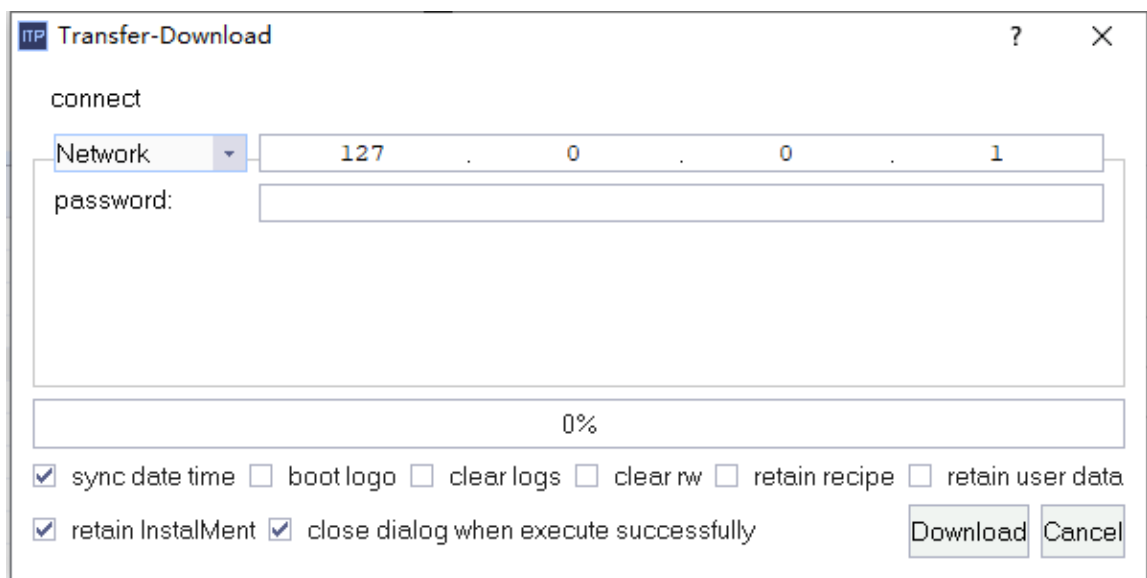 ITP Transfer-Download ? ×
connect
Network 127 . 0 . 0 . 1
password:
0%
sync date time boot logo clear logs clear rw retain recipe retain user data
retain InstalMent close dialog when execute successfully Download Cancel